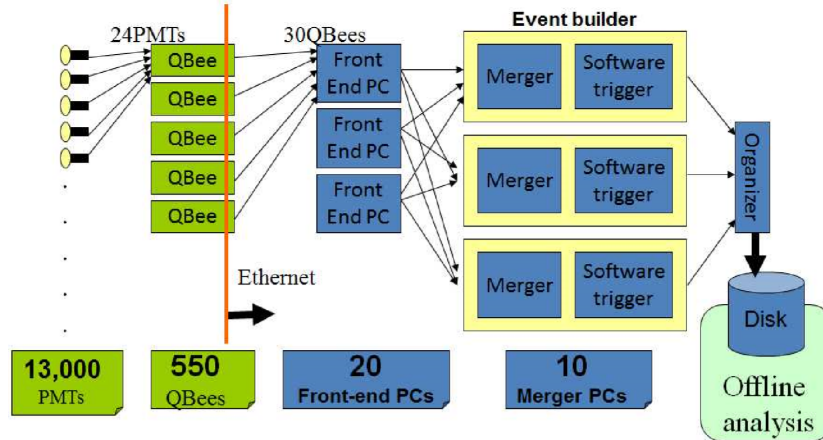 Event builder
24PMTs
30QBees
QBee
QBee
QBee
QBee
QBee
Front
End PC
Front
End PC
Front
End PC
Merger
Software
trigger
Merger
Software
trigger
Merger
Software
trigger
Organizer
Ethernet
Disk
13,000
PMTs
550
QBees
20
Front-end PCs
10
Merger PCs
Offline
analysis